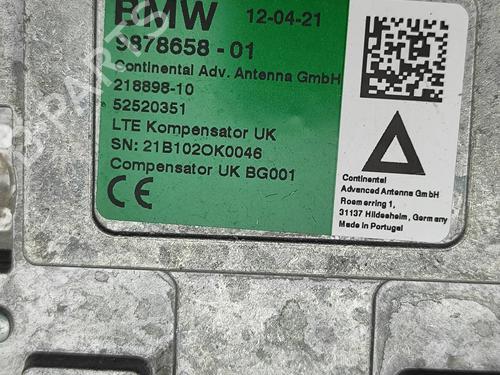 BMW 12-04-21
9878658 - 01
Continental Adv. Antenna GmbH
218898-10
52520351
LTE Kompensator UK
SN: 21B102OK0046
Compensator UK BG001
CE
Continental
Advanced Antenna GmbH
Roemerring 1,
31137 Hildesheim, Germany
Made in Portugal